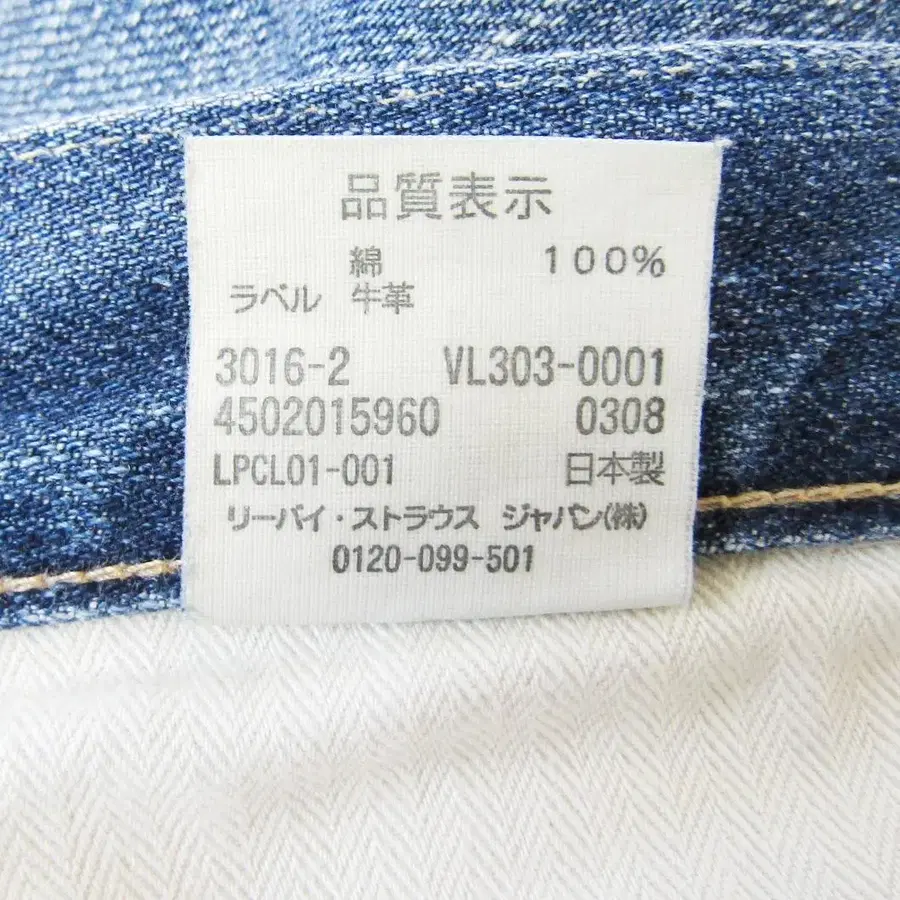 品質表示
綿 100%
ラベル 牛革
3016-2 VL303-0001
4502015960 0308
LPCL01-001 日本製
リーバイ・ストラウス ジャパン(株)
0120-099-501